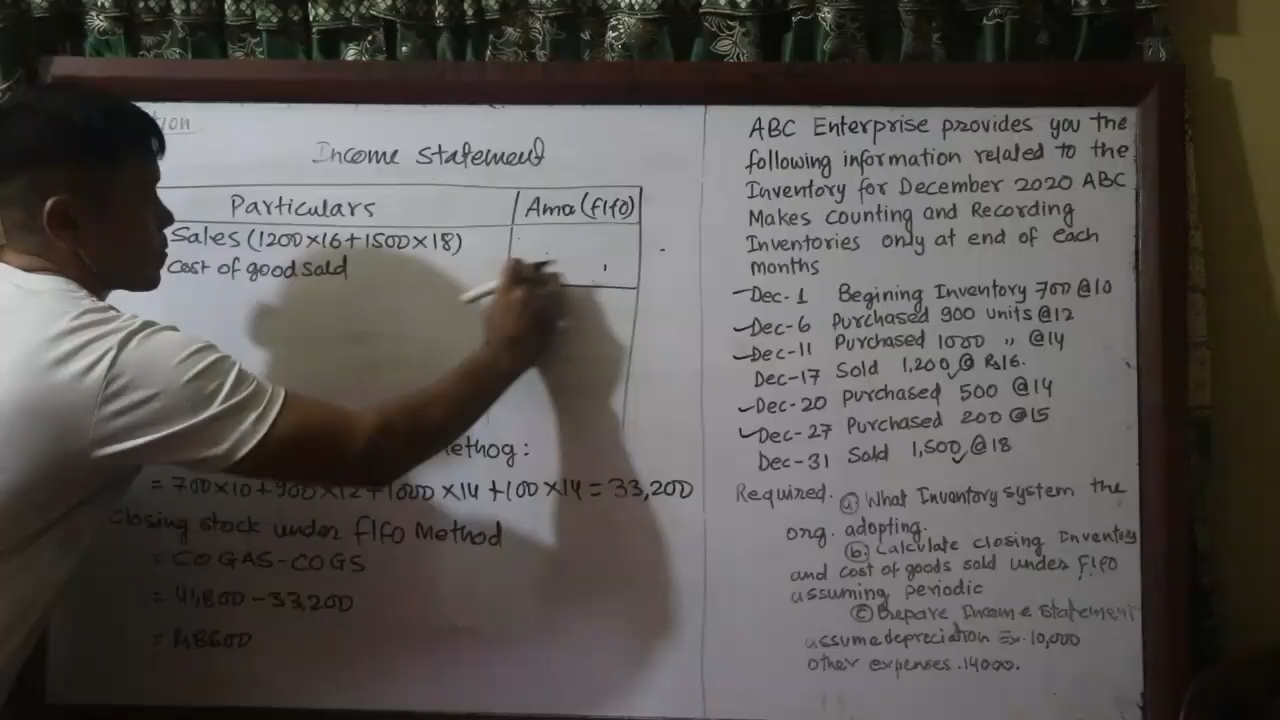 tion
Income statement
Particulars Amo(fIfo)
Sales (1200×16+1500×18)
Cost of good sold
ethog:
= 700×10+900×12+1000×14+100×14=33,200
Closing stock under fIfo Method
= COGAS-COGS
= 41,800-33,200
= 8,600
ABC Enterprise provides you the
following information related to the
Inventory for December 2020 ABC
Makes counting and Recording
Inventories only at end of each
months
Dec-1 Begining Inventory 700@10
Dec-6 Purchased 900 units@12
Dec-11 Purchased 1000 " @14
Dec-17 Sold 1,200@ Rs16.
Dec-20 purchased 500 @14
Dec-27 Purchased 200@15
Dec-31 Sold 1,500@18
Required. (a) What Inventory system the
org. adopting.
(b) Calculate closing Inventory
and cost of goods sold under FIFO
assuming periodic
(c) Prepare Income statement
assume depreciation 10,000
other expenses.14000.